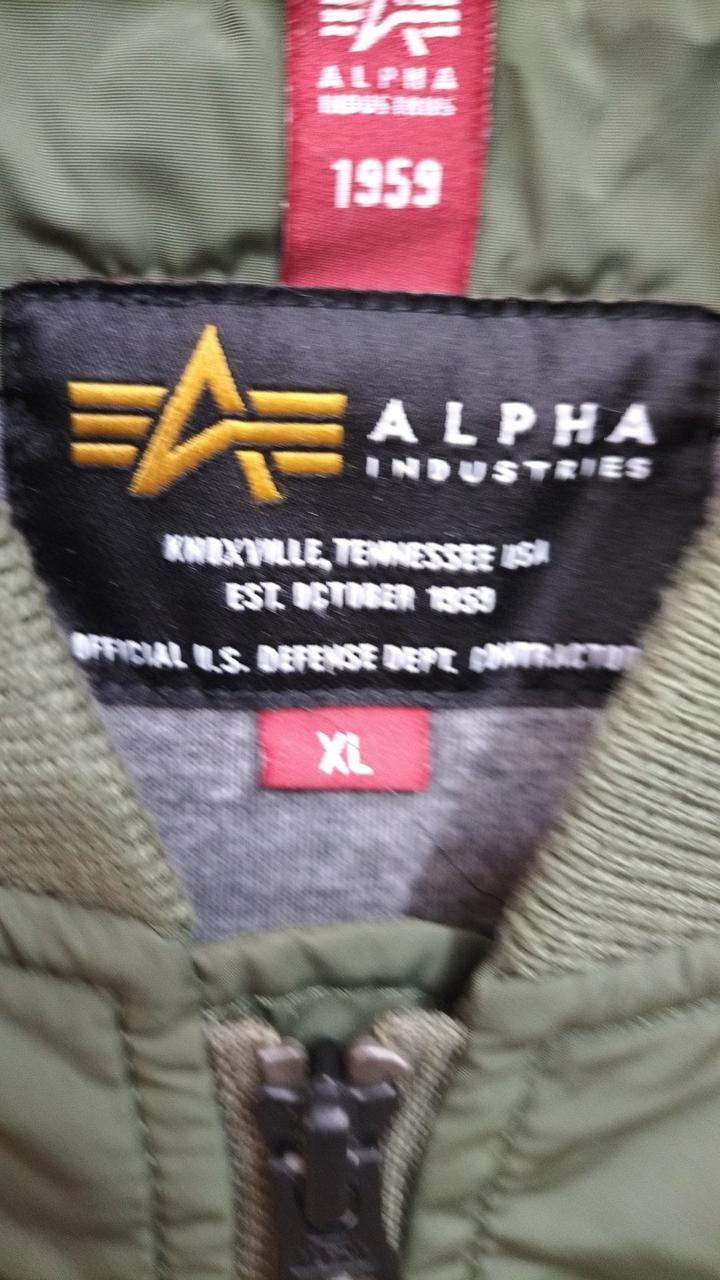 ALPHA
INDUSTRIES
1959
ALPHA
INDUSTRIES
KNOXVILLE, TENNESSEE USA
EST. OCTOBER 1959
OFFICIAL U.S. DEFENSE DEPT. CONTRACTOR
XL